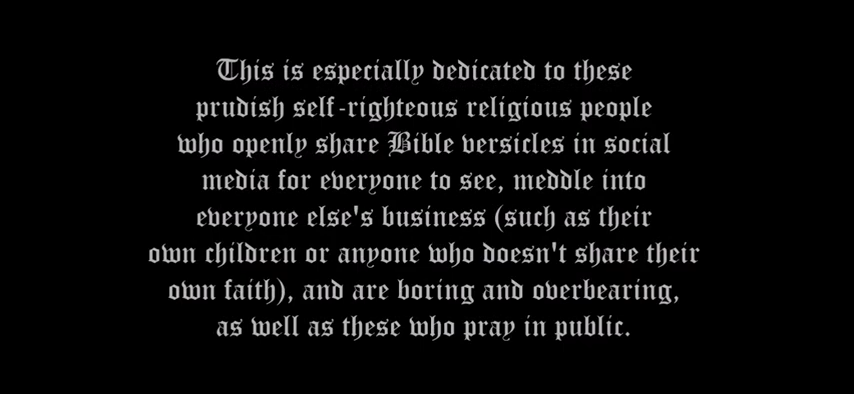 This is especially dedicated to these
prudish self-righteous religious people
who openly share Bible versicles in social
media for everyone to see, meddle into
everyone else's business (such as their
own children or anyone who doesn't share their
own faith), and are boring and overbearing,
as well as these who pray in public.